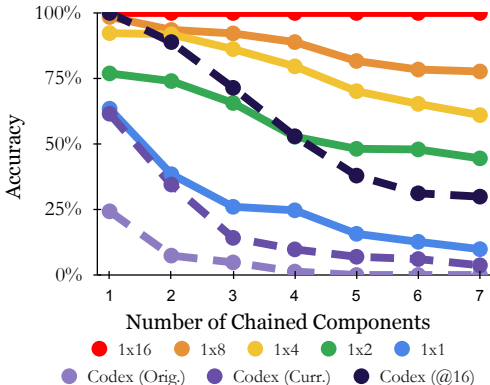 100%
75%
50%
25%
0%
Accuracy
1 2 3 4 5 6 7
Number of Chained Components
1x16 1x8 1x4 1x2 1x1
Codex (Orig.) Codex (Curr.) Codex (@16)